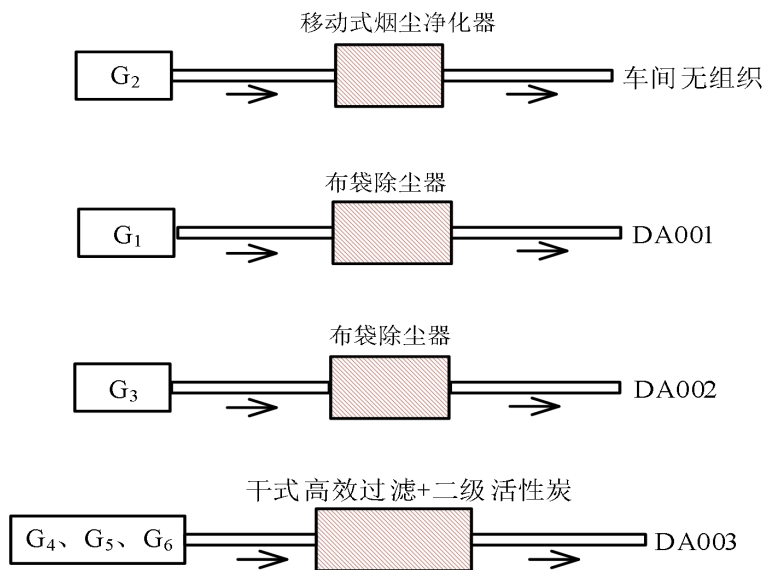 移动式烟尘净化器
G₂ 车间无组织
布袋除尘器
G₁ DA001
布袋除尘器
G₃ DA002
干式高效过滤+二级活性炭
G₄、G₅、G₆ DA003